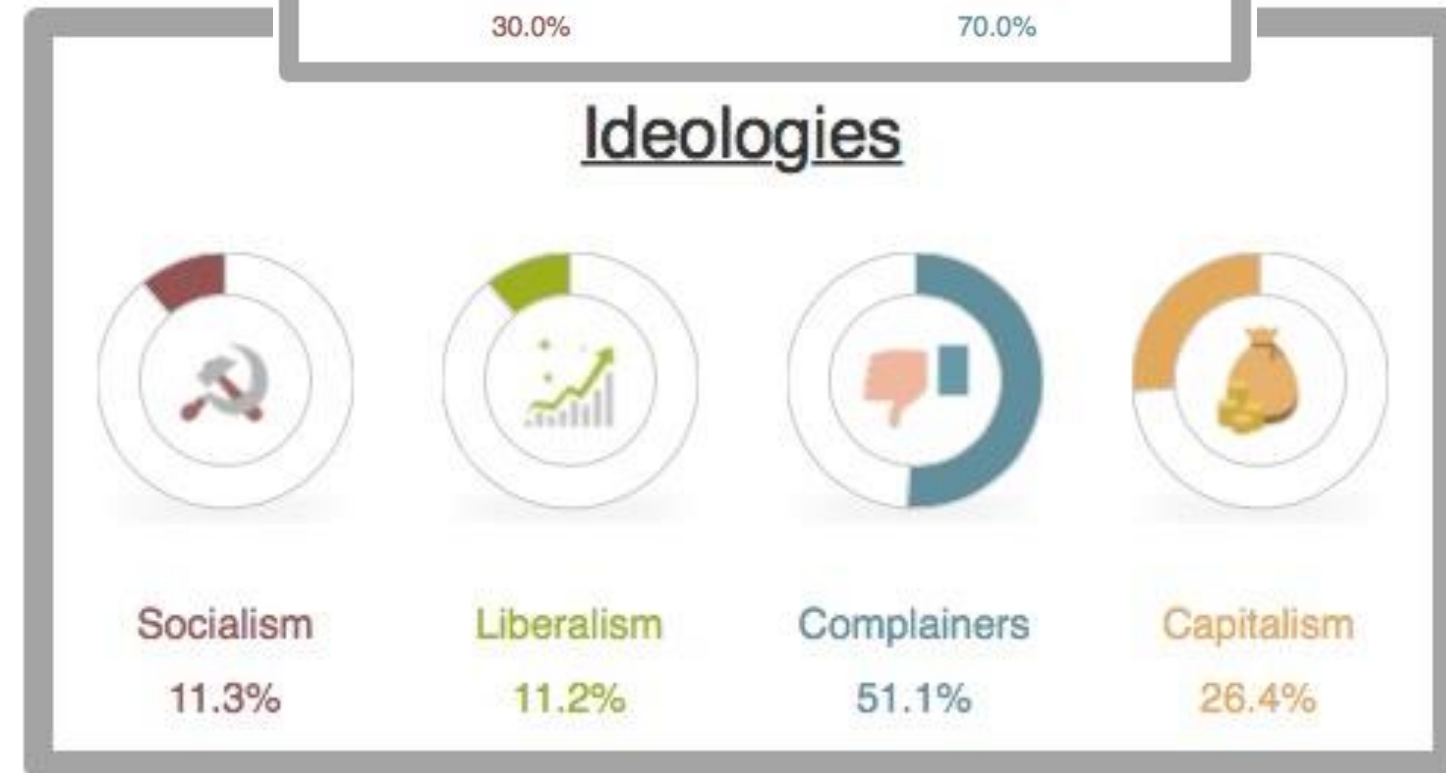 30.0% 70.0%
Ideologies
Socialism Liberalism Complainers Capitalism
11.3% 11.2% 51.1% 26.4%